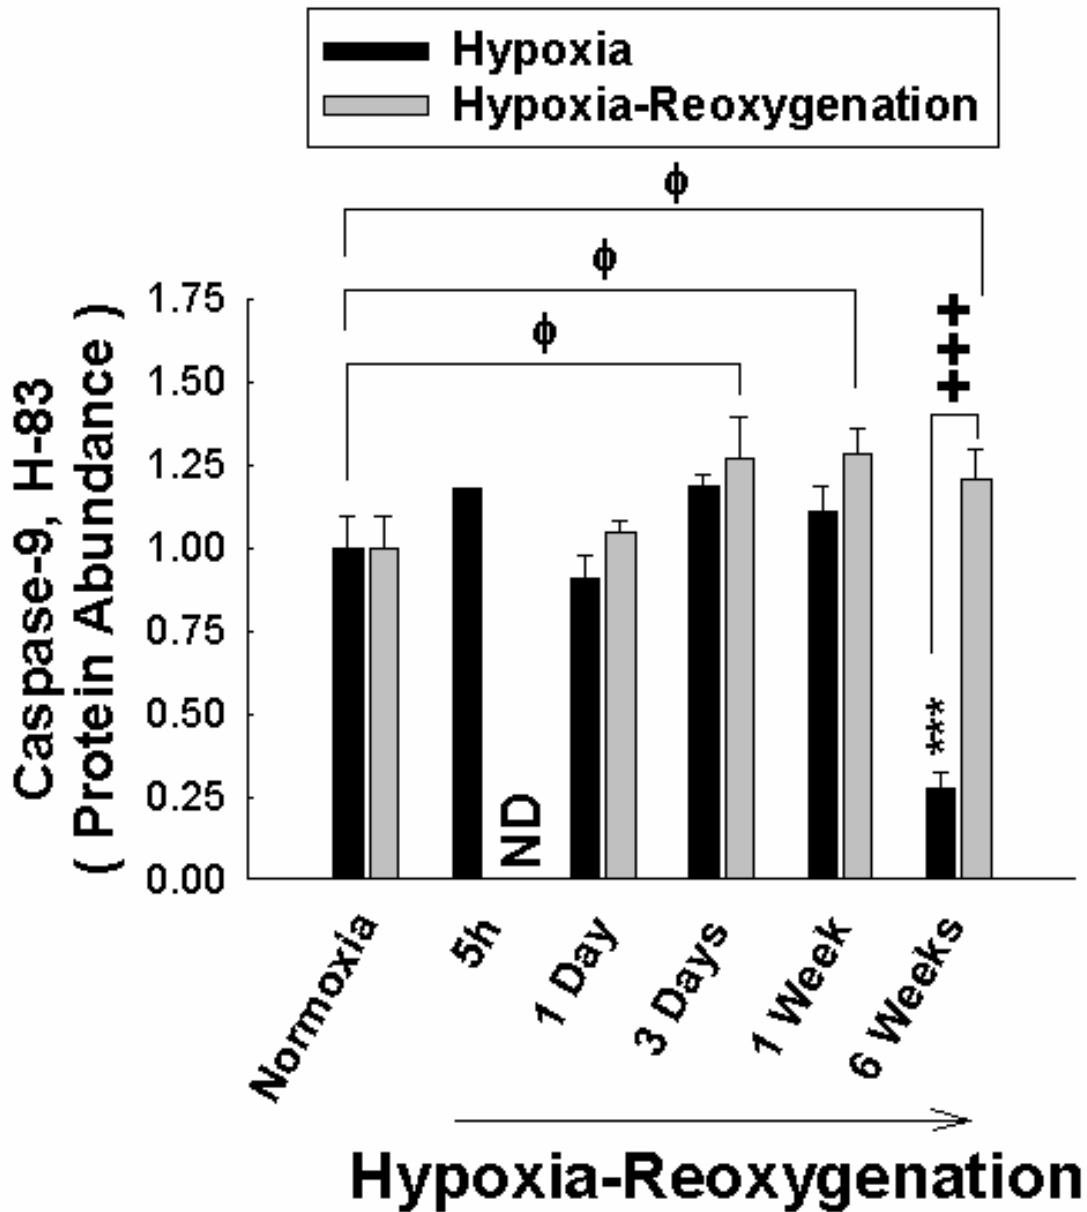 Hypoxia
Hypoxia-Reoxygenation
ϕ
ϕ
ϕ
Caspase-9, H-83
( Protein Abundance )
1.75
1.50
1.25
1.00
0.75
0.50
0.25
0.00
+++
***
ND
Normoxia
5h
1 Day
3 Days
1 Week
6 Weeks
Hypoxia-Reoxygenation